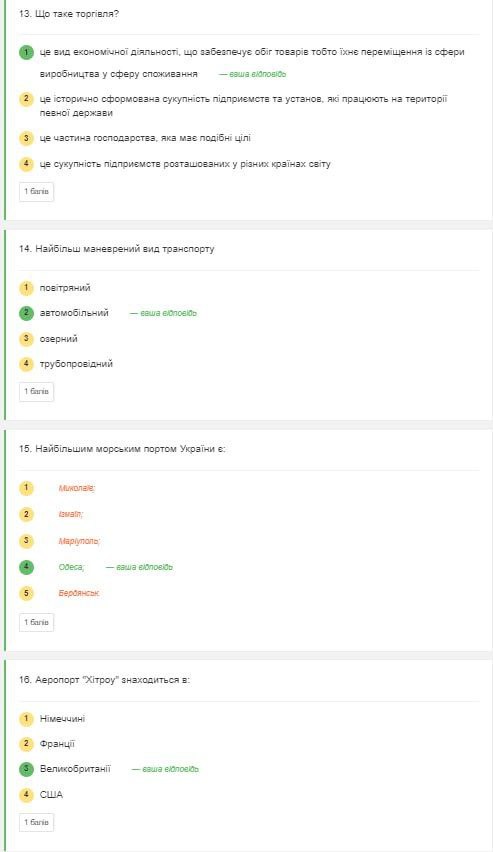 13. Що таке торгівля?
1 це вид економічної діяльності, що забезпечує обіг товарів тобто їхнє переміщення із сфери
виробництва у сферу споживання — ваша відповідь
2 це історично сформована сукупність підприємств та установ, які працюють на території
певної держави
3 це частина господарства, яка має подібні цілі
4 це сукупність підприємств розташованих у різних країнах світу
1 балів
14. Найбільш маневрений вид транспорту
1 повітряний
2 автомобільний — ваша відповідь
3 озерний
4 трубопровідний
1 балів
15. Найбільшим морським портом України є:
1 Миколаїв;
2 Ізмаїл;
3 Маріуполь;
4 Одеса; — ваша відповідь
5 Бердянськ
1 балів
16. Аеропорт "Хітроу" знаходиться в:
1 Німеччині
2 Франції
3 Великобританії — ваша відповідь
4 США
1 балів